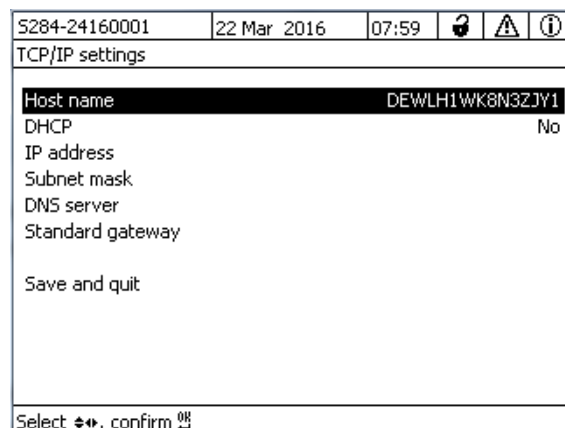 S284-24160001 22 Mar 2016 07:59
TCP/IP settings
Host name DEWLH1WK8N3ZJY1
DHCP No
IP address
Subnet mask
DNS server
Standard gateway
Save and quit
Select ▲▼◀▶, confirm OK